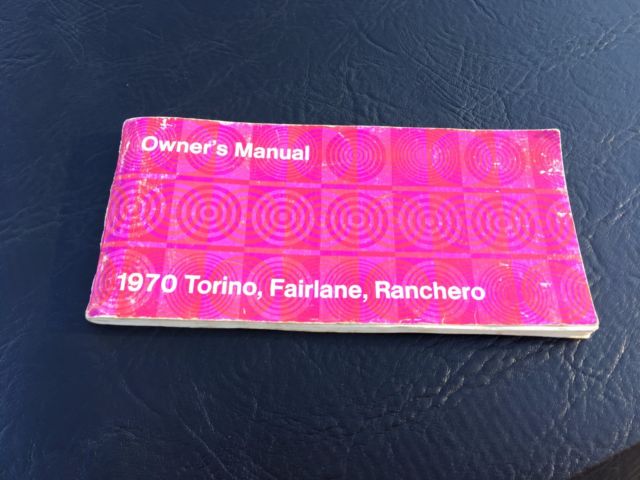 Owner's Manual
1970 Torino, Fairlane, Ranchero